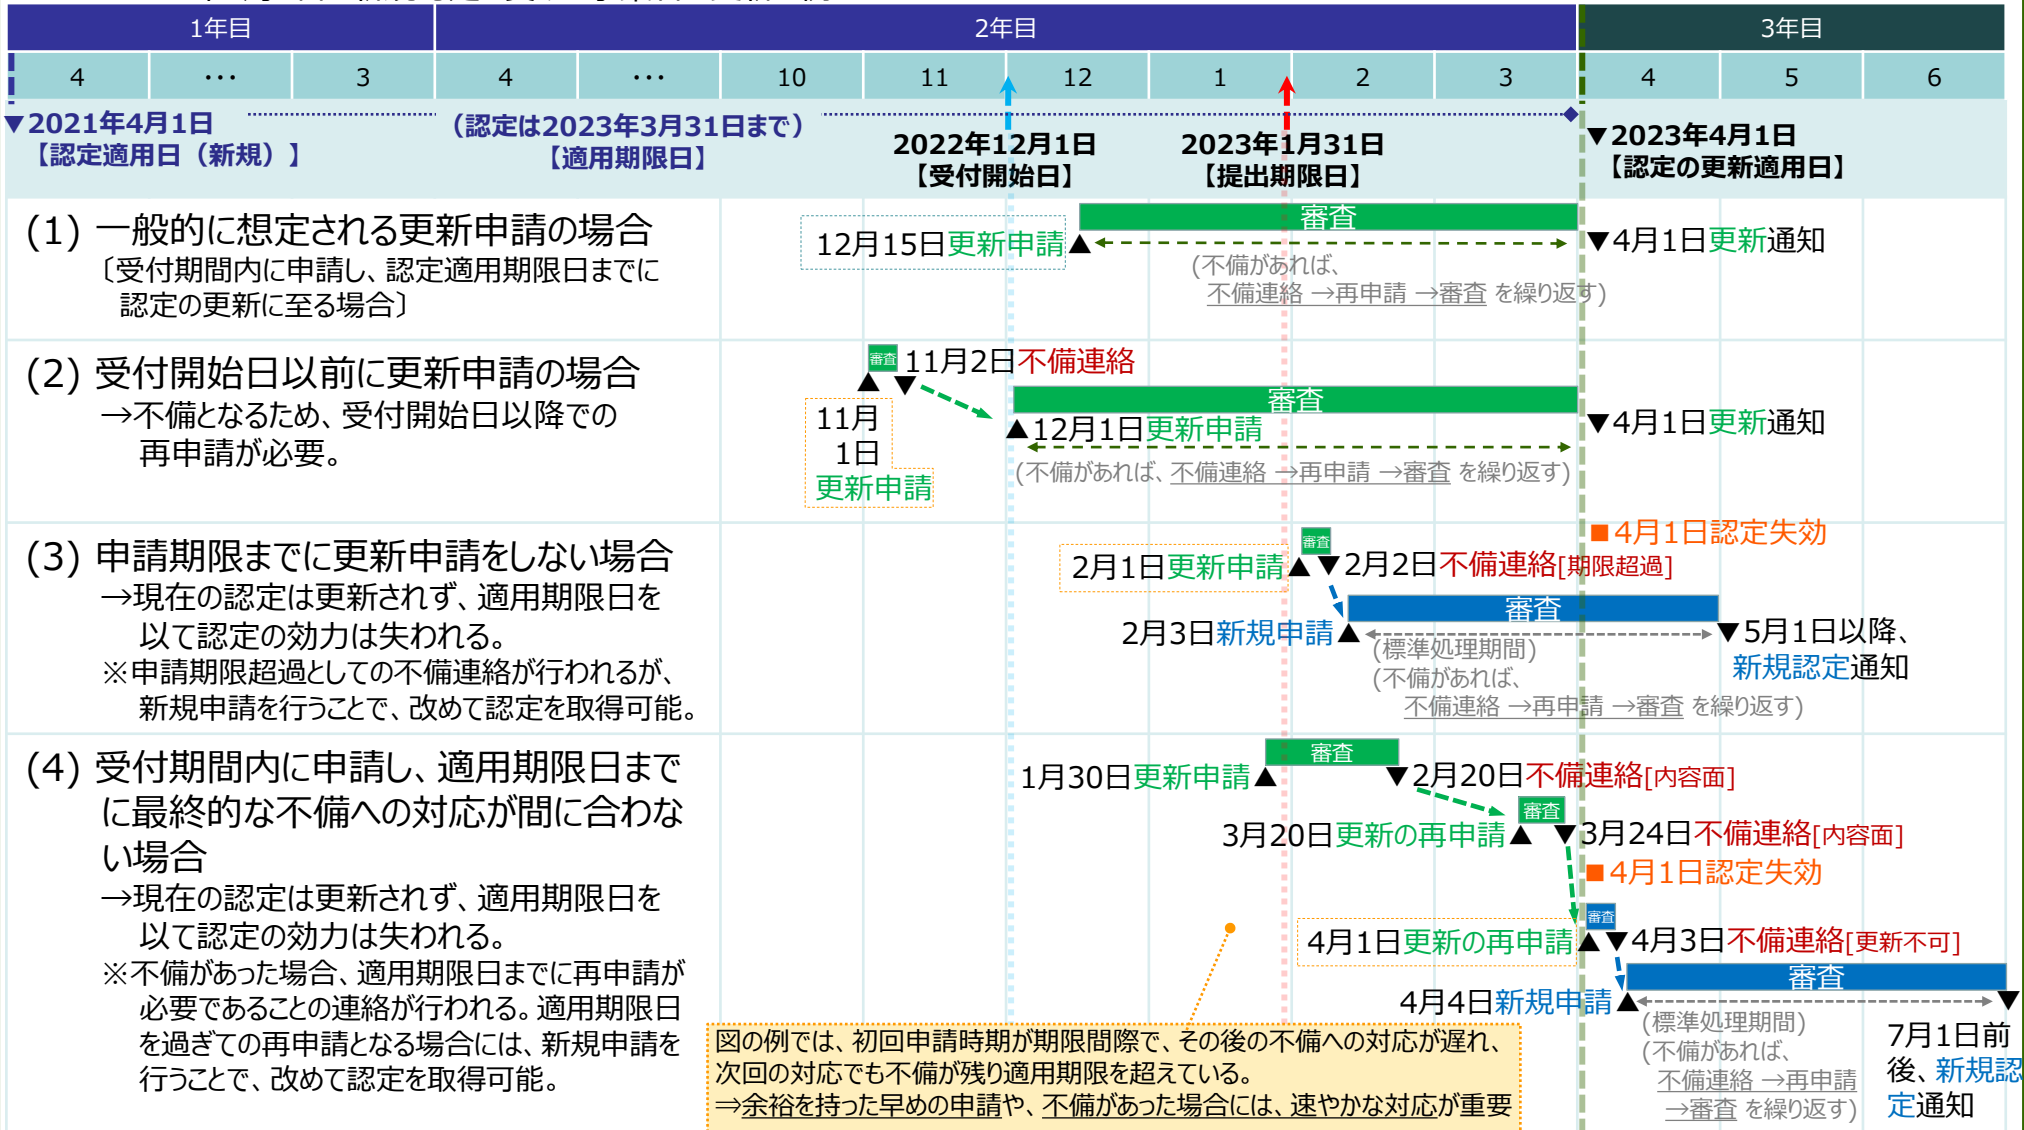 1年目 2年目 3年目
4 ・・・ 3 4 ・・・ 10 11 12 1 2 3 4 5 6
▼2021年4月1日
【認定適用日（新規）】
（認定は2023年3月31日まで）
【適用期限日】
2022年12月1日
【受付開始日】
2023年1月31日
【提出期限日】
▼2023年4月1日
【認定の更新適用日】
(1) 一般的に想定される更新申請の場合
〔受付期間内に申請し、認定適用期限日までに
認定の更新に至る場合〕
審査
12月15日更新申請▲
▼4月1日更新通知
(不備があれば、
不備連絡 →再申請 →審査 を繰り返す)
(2) 受付開始日以前に更新申請の場合
→不備となるため、受付開始日以降での
再申請が必要。
審査
▲
▼
11月2日不備連絡
11月
1日
更新申請
審査
▲12月1日更新申請
▼4月1日更新通知
(不備があれば、不備連絡 →再申請 →審査 を繰り返す)
(3) 申請期限までに更新申請をしない場合
→現在の認定は更新されず、適用期限日を
以て認定の効力は失われる。
※申請期限超過としての不備連絡が行われるが、
新規申請を行うことで、改めて認定を取得可能。
■4月1日認定失効
審査
2月1日更新申請▲
▼2月2日不備連絡[期限超過]
審査
2月3日新規申請▲
▼5月1日以降、
新規認定通知
(標準処理期間)
(不備があれば、
不備連絡 →再申請 →審査 を繰り返す)
(4) 受付期間内に申請し、適用期限日まで
に最終的な不備への対応が間に合わな
い場合
→現在の認定は更新されず、適用期限日を
以て認定の効力は失われる。
※不備があった場合、適用期限日までに再申請が
必要であることの連絡が行われる。適用期限日
を過ぎての再申請となる場合には、新規申請を
行うことで、改めて認定を取得可能。
審査
1月30日更新申請▲
▼2月20日不備連絡[内容面]
審査
3月20日更新の再申請▲
▼3月24日不備連絡[内容面]
■4月1日認定失効
審査
4月1日更新の再申請▲
▼4月3日不備連絡[更新不可]
審査
4月4日新規申請▲
▼
(標準処理期間)
(不備があれば、
不備連絡 →再申請
→審査 を繰り返す)
7月1日前
後、新規認
定通知
図の例では、初回申請時期が期限間際で、その後の不備への対応が遅れ、
次回の対応でも不備が残り適用期限を超えている。
⇒余裕を持った早めの申請や、不備があった場合には、速やかな対応が重要